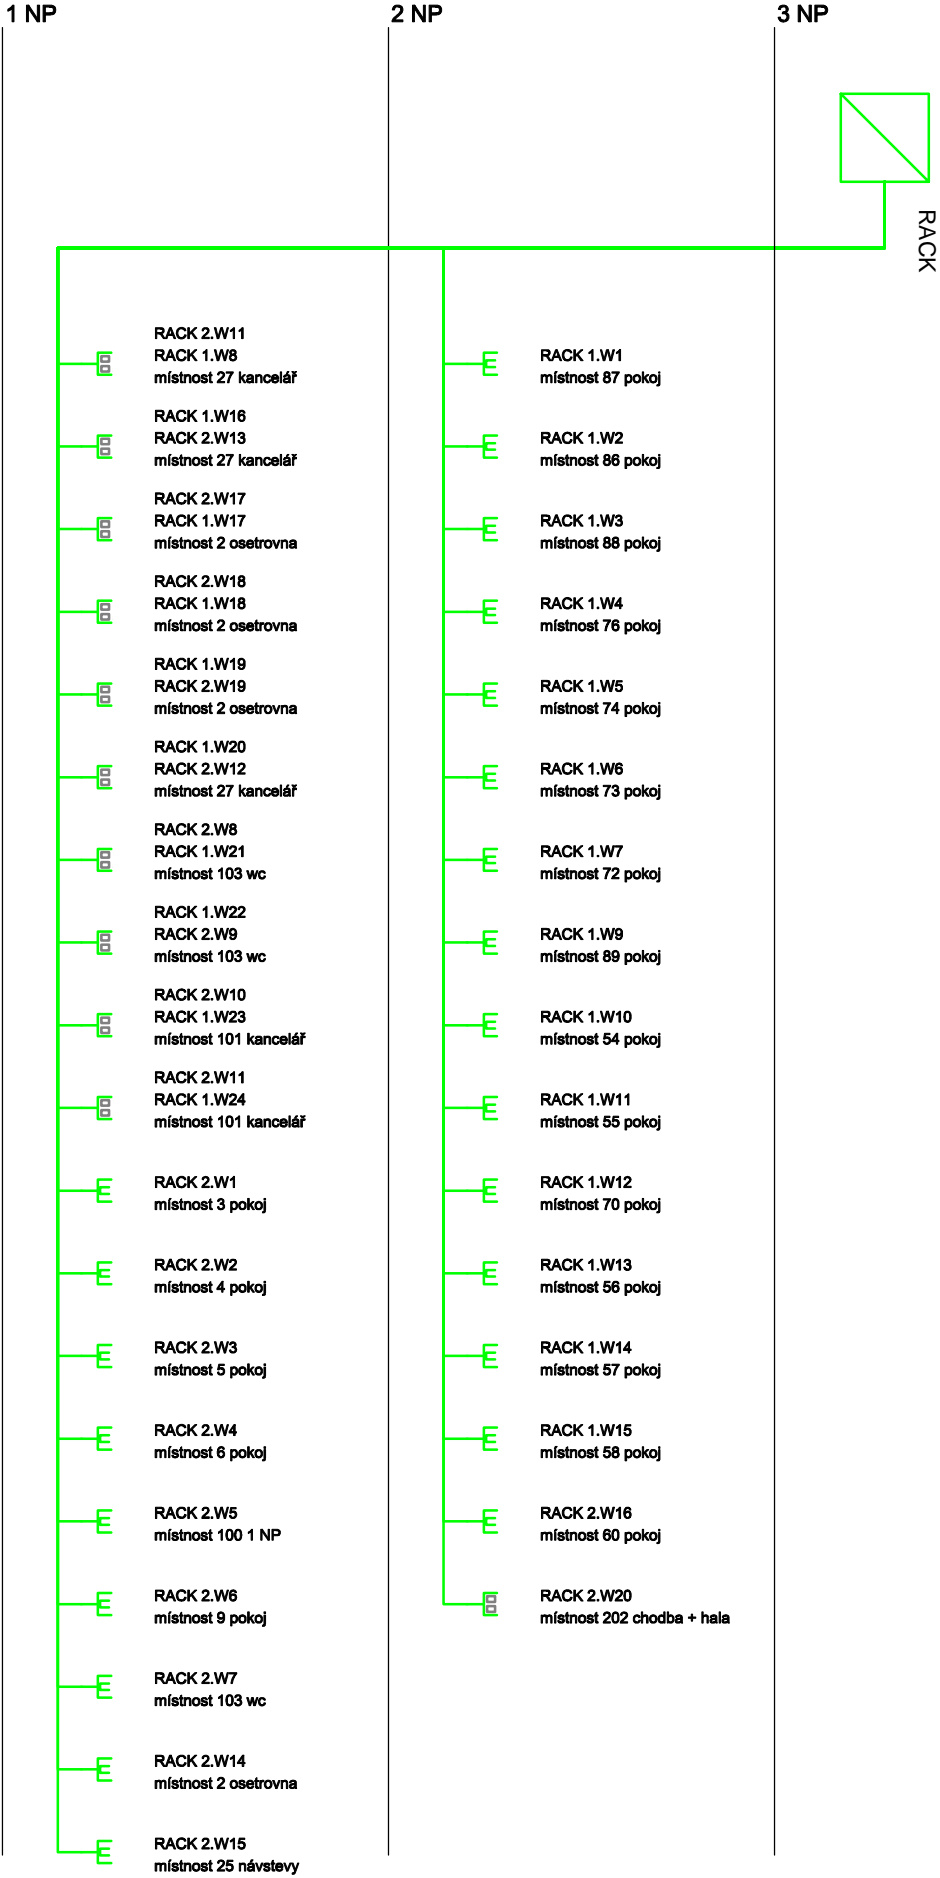 1 NP
2 NP
3 NP
RACK
RACK 2.W11
RACK 1.W8
místnost 27 kancelář
RACK 1.W16
RACK 2.W13
místnost 27 kancelář
RACK 2.W17
RACK 1.W17
místnost 2 osetrovna
RACK 2.W18
RACK 1.W18
místnost 2 osetrovna
RACK 1.W19
RACK 2.W19
místnost 2 osetrovna
RACK 1.W20
RACK 2.W12
místnost 27 kancelář
RACK 2.W8
RACK 1.W21
místnost 103 wc
RACK 1.W22
RACK 2.W9
místnost 103 wc
RACK 2.W10
RACK 1.W23
místnost 101 kancelář
RACK 2.W11
RACK 1.W24
místnost 101 kancelář
RACK 2.W1
místnost 3 pokoj
RACK 2.W2
místnost 4 pokoj
RACK 2.W3
místnost 5 pokoj
RACK 2.W4
místnost 6 pokoj
RACK 2.W5
místnost 100 1 NP
RACK 2.W6
místnost 9 pokoj
RACK 2.W7
místnost 103 wc
RACK 2.W14
místnost 2 osetrovna
RACK 2.W15
místnost 25 návstevy
RACK 1.W1
místnost 87 pokoj
RACK 1.W2
místnost 86 pokoj
RACK 1.W3
místnost 88 pokoj
RACK 1.W4
místnost 76 pokoj
RACK 1.W5
místnost 74 pokoj
RACK 1.W6
místnost 73 pokoj
RACK 1.W7
místnost 72 pokoj
RACK 1.W9
místnost 89 pokoj
RACK 1.W10
místnost 54 pokoj
RACK 1.W11
místnost 55 pokoj
RACK 1.W12
místnost 70 pokoj
RACK 1.W13
místnost 56 pokoj
RACK 1.W14
místnost 57 pokoj
RACK 1.W15
místnost 58 pokoj
RACK 2.W16
místnost 60 pokoj
RACK 2.W20
místnost 202 chodba + hala